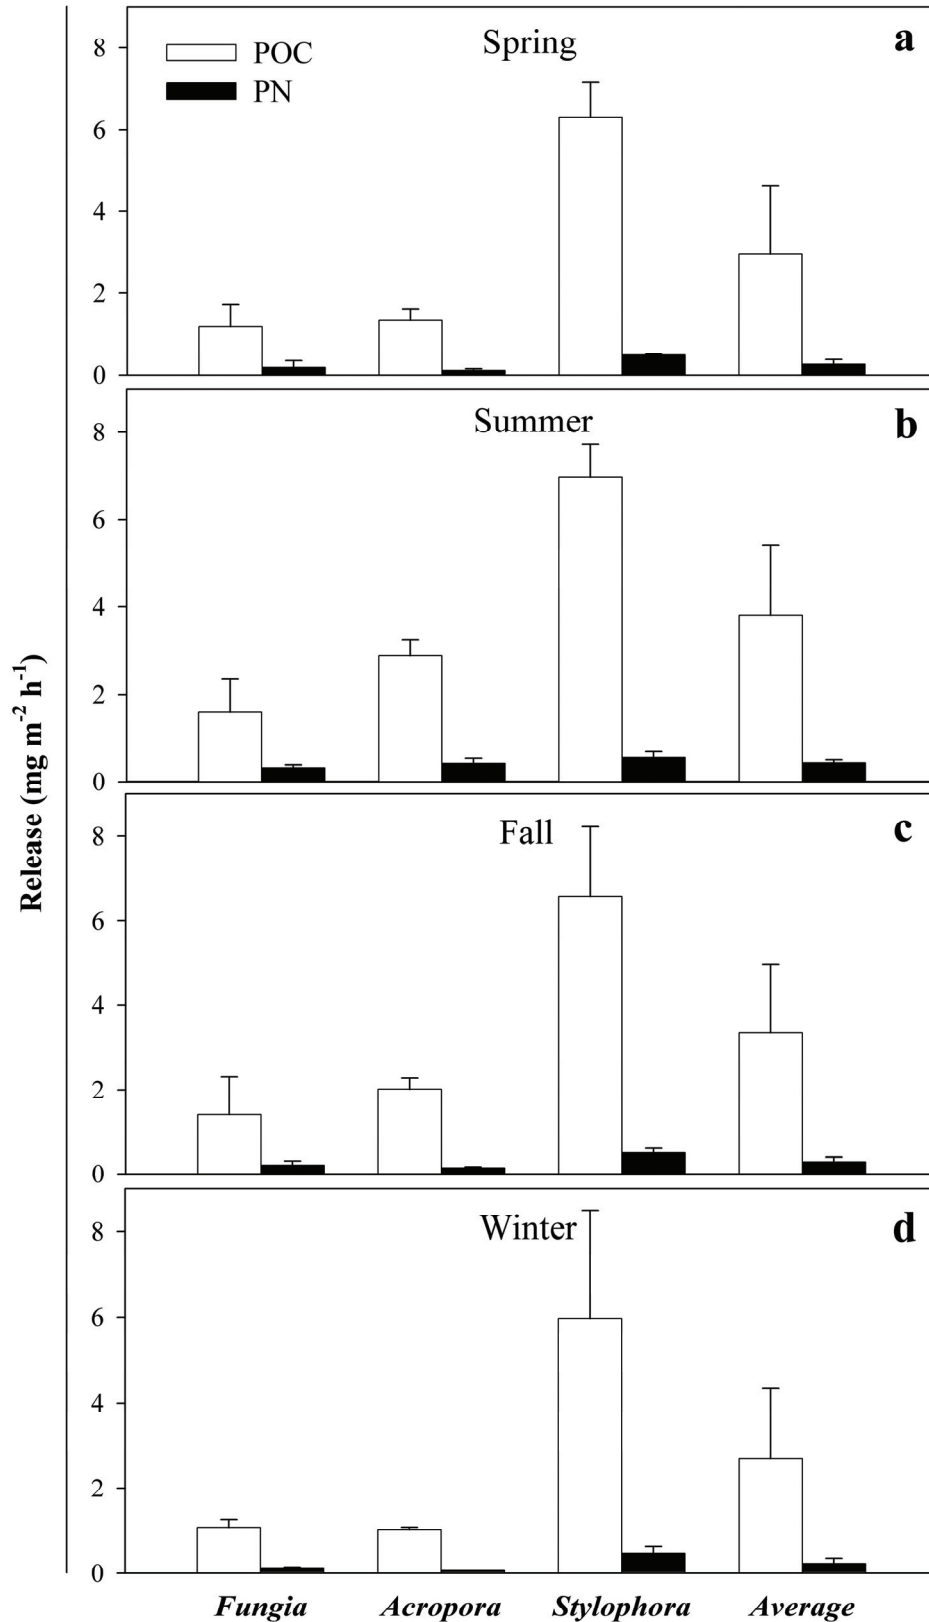 Release (mg m⁻² h⁻¹)
Spring
a
POC
PN
8
6
4
2
0
Summer
b
8
6
4
2
0
Fall
c
8
6
4
2
0
Winter
d
8
6
4
2
0
Fungia Acropora Stylophora Average